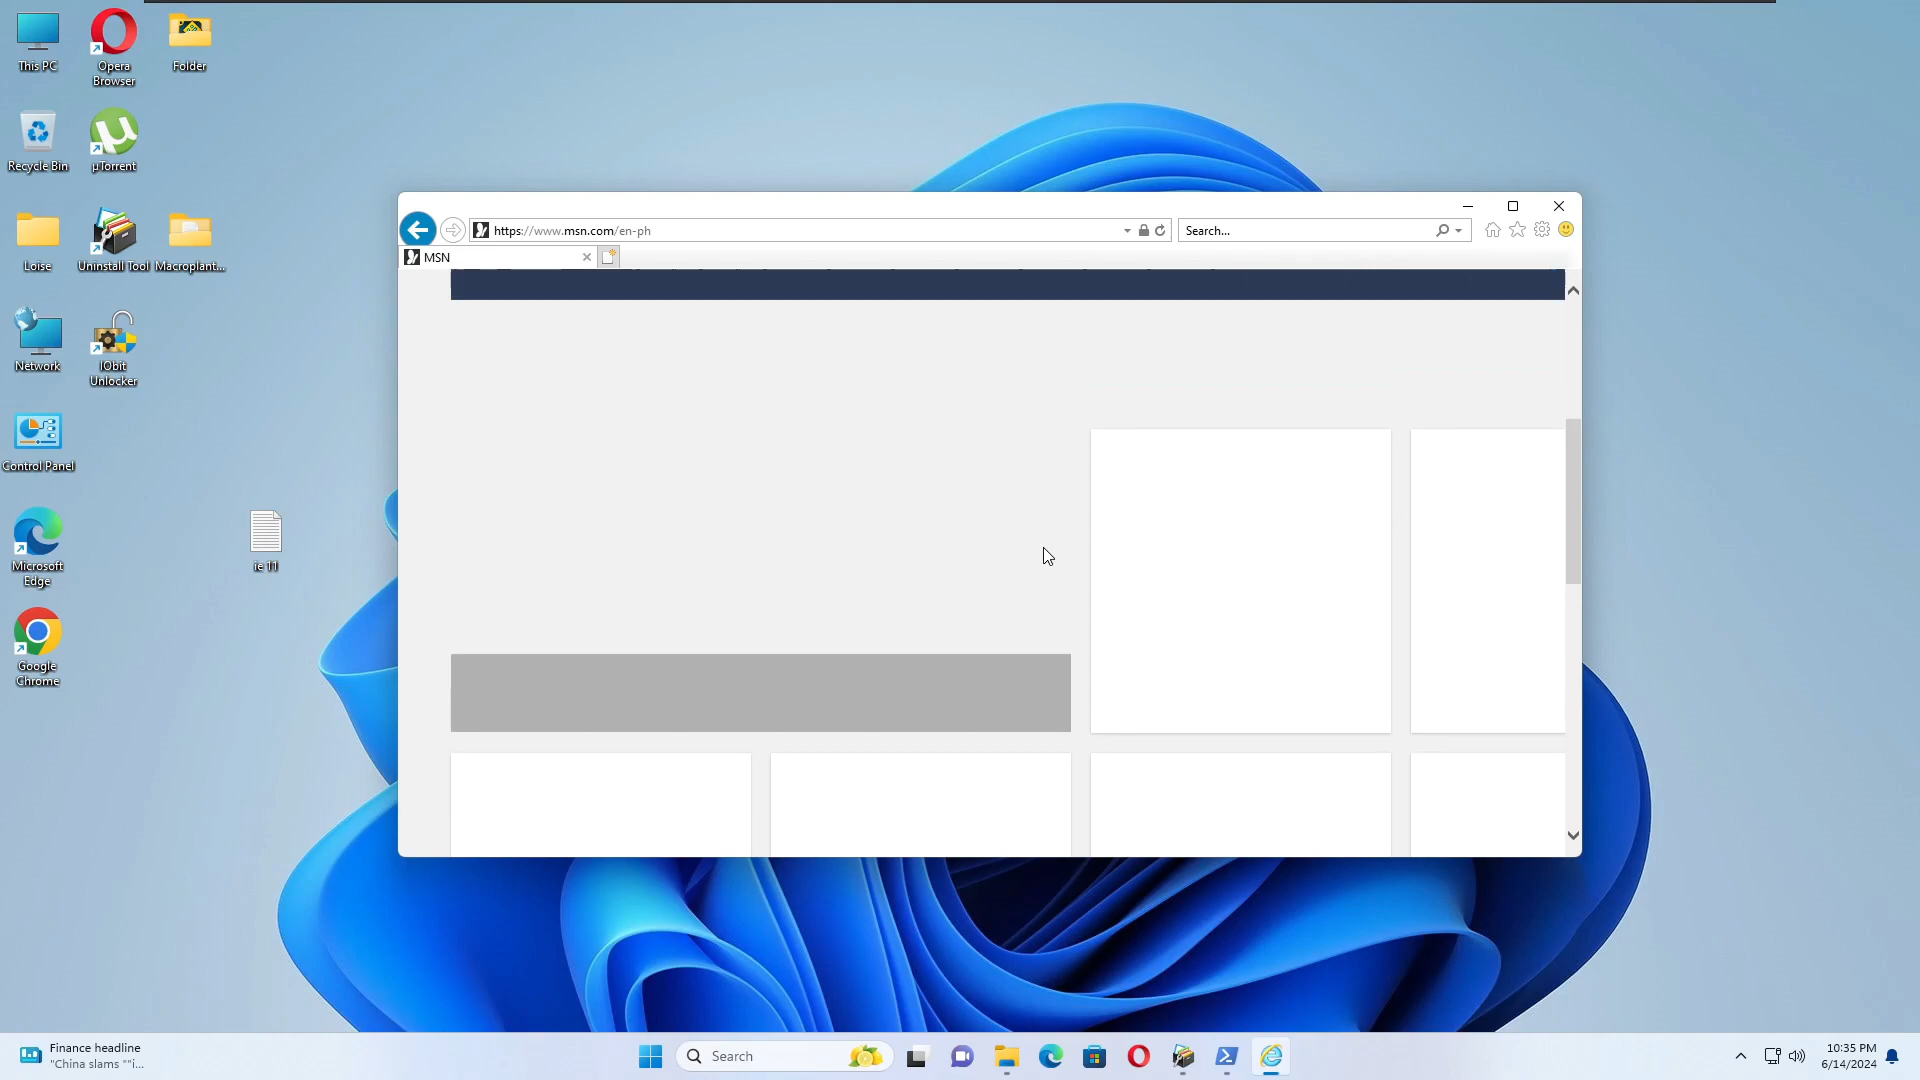 This PC
Opera
Browser
Folder
Recycle Bin
µTorrent
Loise
Uninstall Tool
Macroplant...
Network
IObit
Unlocker
Control Panel
Microsoft
Edge
ie 11
Google
Chrome
https://www.msn.com/en-ph
Search...
MSN
Finance headline
"China slams ""i...
Search
10:35 PM
6/14/2024